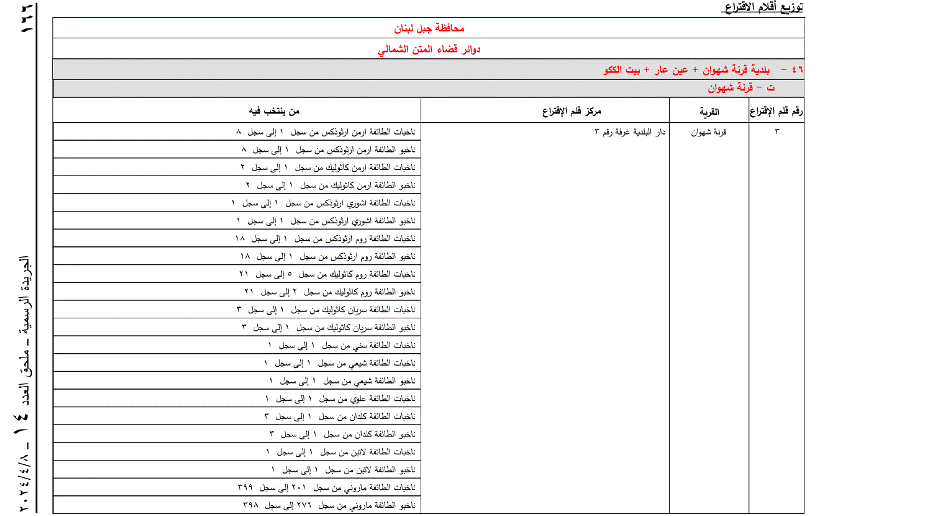 توزيع أقلام الإقتراع
١٦٦
محافظة جبل لبنان
دوائر قضاء المتن الشمالي
٤٦ - بلدية قرنة شهوان + عين عار + بيت الككو
ت - قرنة شهوان
رقم قلم الإقتراع القرية مركز قلم الإقتراع من ينتخب فيه
٣ قرنة شهوان دار البلدية غرفة رقم ٣ ناخبات الطائفة ارمن ارثوذكس من سجل ١ إلى سجل ٨
ناخبو الطائفة ارمن ارثوذكس من سجل ١ إلى سجل ٨
ناخبات الطائفة ارمن كاثوليك من سجل ١ إلى سجل ٢
ناخبو الطائفة ارمن كاثوليك من سجل ١ إلى سجل ٢
ناخبات الطائفة اشوري ارثوذكس من سجل ١ إلى سجل ١
ناخبو الطائفة اشوري ارثوذكس من سجل ١ إلى سجل ١
ناخبات الطائفة روم ارثوذكس من سجل ١ إلى سجل ١٨
ناخبو الطائفة روم ارثوذكس من سجل ١ إلى سجل ١٨
ناخبات الطائفة روم كاثوليك من سجل ٥ إلى سجل ٢١
ناخبو الطائفة روم كاثوليك من سجل ٢ إلى سجل ٢١
ناخبات الطائفة سريان كاثوليك من سجل ١ إلى سجل ٣
ناخبو الطائفة سريان كاثوليك من سجل ١ إلى سجل ٣
ناخبات الطائفة سني من سجل ١ إلى سجل ١
ناخبات الطائفة شيعي من سجل ١ إلى سجل ١
ناخبو الطائفة شيعي من سجل ١ إلى سجل ١
ناخبات الطائفة علوي من سجل ١ إلى سجل ١
ناخبات الطائفة كلدان من سجل ١ إلى سجل ٣
ناخبو الطائفة كلدان من سجل ١ إلى سجل ٣
ناخبات الطائفة لاتين من سجل ١ إلى سجل ١
ناخبو الطائفة لاتين من سجل ١ إلى سجل ١
ناخبات الطائفة ماروني من سجل ٢٠١ إلى سجل ٣٩٩
ناخبو الطائفة ماروني من سجل ٢٧٦ إلى سجل ٣٩٨
الجريدة الرسمية – ملحق العدد ١٤ – ٢٠٢٤/٤/٨